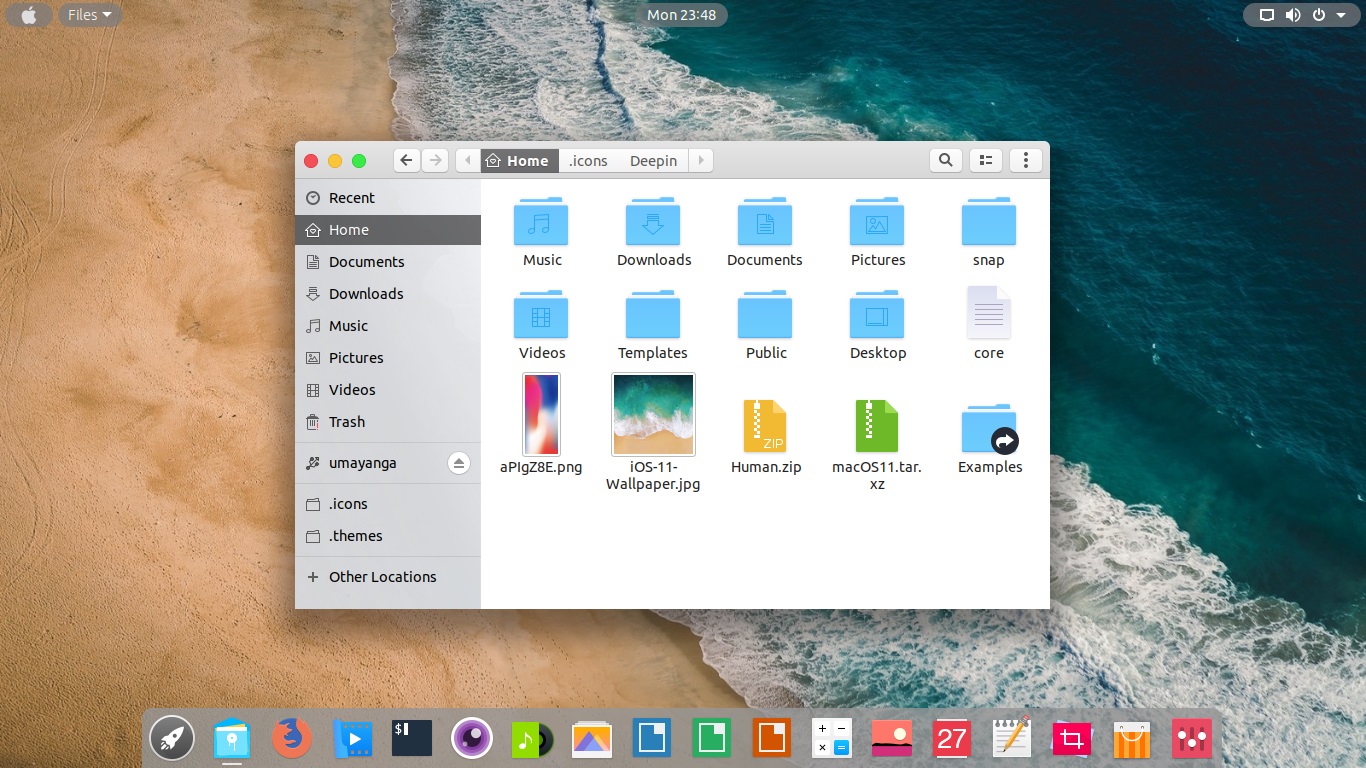 Files
Mon 23:48
Home
.icons
Deepin
Recent
Home
Documents
Downloads
Music
Pictures
Videos
Trash
umayanga
.icons
.themes
Other Locations
Music
Downloads
Documents
Pictures
snap
Videos
Templates
Public
Desktop
core
ZIP
aPIgZ8E.png
iOS-11-
Wallpaper.jpg
Human.zip
macOS11.tar.
xz
Examples
$
27